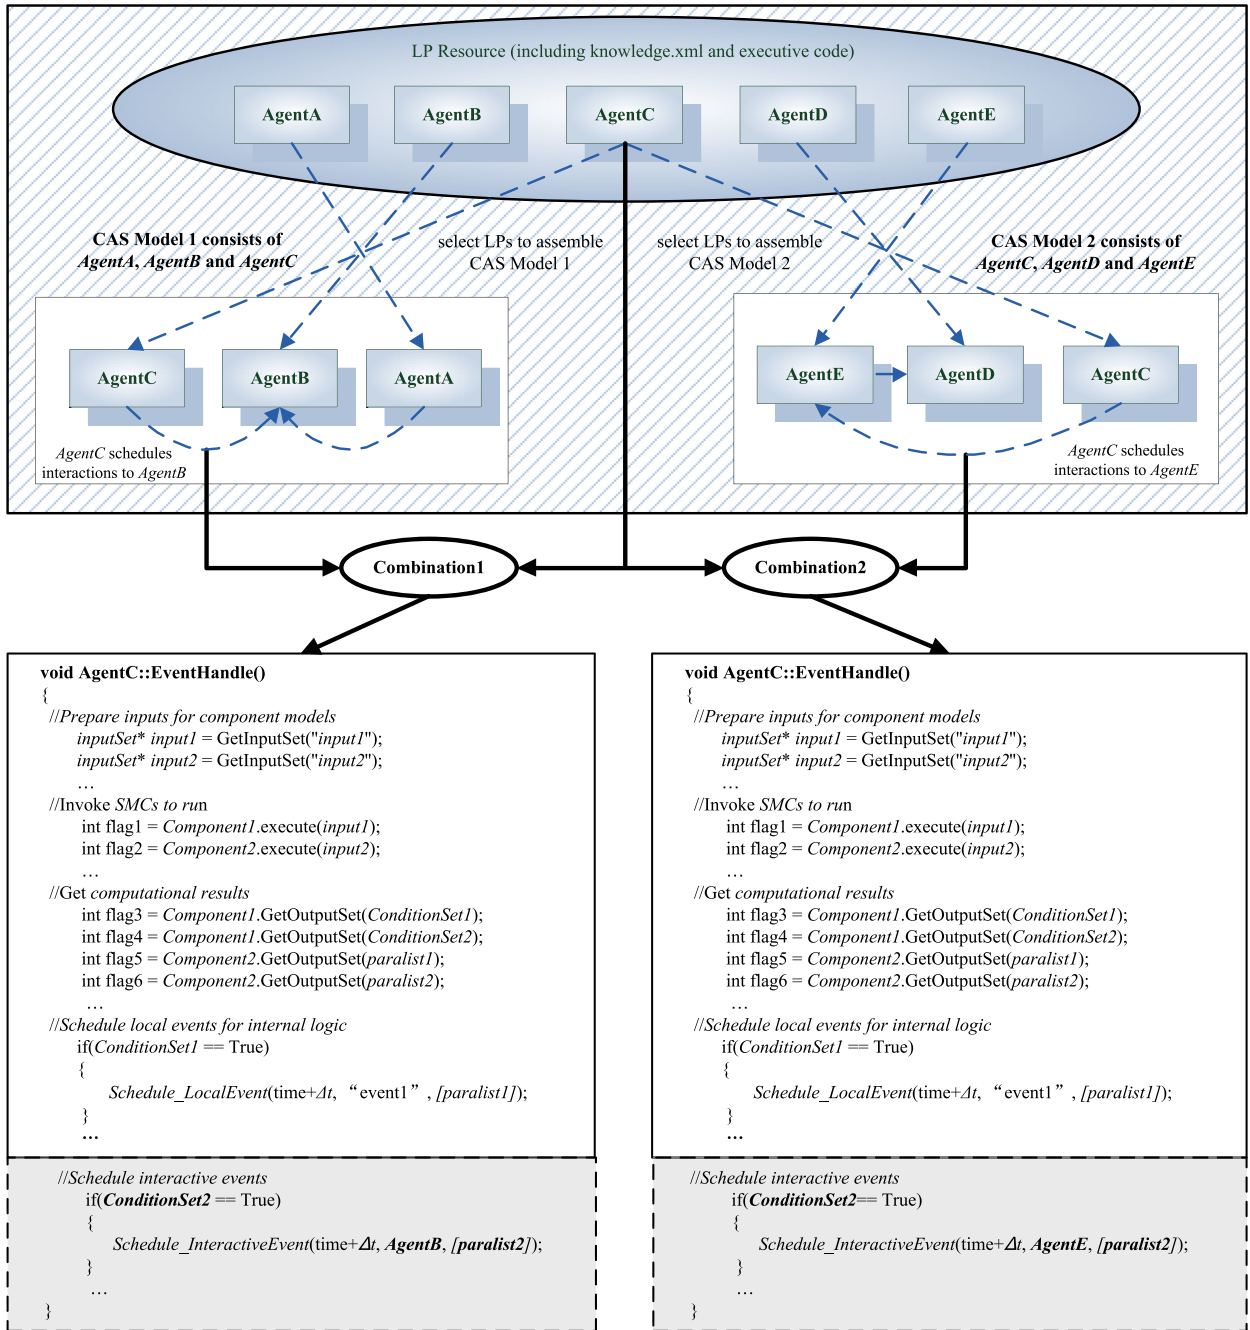 LP Resource (including knowledge.xml and executive code)
AgentA
AgentB
AgentC
AgentD
AgentE
CAS Model 1 consists of
AgentA, AgentB and AgentC
select LPs to assemble
CAS Model 1
select LPs to assemble
CAS Model 2
CAS Model 2 consists of
AgentC, AgentD and AgentE
AgentC
AgentB
AgentA
AgentC schedules
interactions to AgentB
AgentE
AgentD
AgentC
AgentC schedules
interactions to AgentE
Combination1
Combination2
void AgentC::EventHandle()
{
//Prepare inputs for component models
inputSet* input1 = GetInputSet("input1");
inputSet* input2 = GetInputSet("input2");
…
//Invoke SMCs to run
int flag1 = Component1.execute(input1);
int flag2 = Component2.execute(input2);
…
//Get computational results
int flag3 = Component1.GetOutputSet(ConditionSet1);
int flag4 = Component1.GetOutputSet(ConditionSet2);
int flag5 = Component2.GetOutputSet(paralist1);
int flag6 = Component2.GetOutputSet(paralist2);
…
//Schedule local events for internal logic
if(ConditionSet1 == True)
{
Schedule_LocalEvent(time+Δt, “event1”, [paralist1]);
}
…
//Schedule interactive events
if(ConditionSet2 == True)
{
Schedule_InteractiveEvent(time+Δt, AgentB, [paralist2]);
}
…
}
void AgentC::EventHandle()
{
//Prepare inputs for component models
inputSet* input1 = GetInputSet("input1");
inputSet* input2 = GetInputSet("input2");
…
//Invoke SMCs to run
int flag1 = Component1.execute(input1);
int flag2 = Component2.execute(input2);
…
//Get computational results
int flag3 = Component1.GetOutputSet(ConditionSet1);
int flag4 = Component1.GetOutputSet(ConditionSet2);
int flag5 = Component2.GetOutputSet(paralist1);
int flag6 = Component2.GetOutputSet(paralist2);
…
//Schedule local events for internal logic
if(ConditionSet1 == True)
{
Schedule_LocalEvent(time+Δt, “event1”, [paralist1]);
}
…
//Schedule interactive events
if(ConditionSet2== True)
{
Schedule_InteractiveEvent(time+Δt, AgentE, [paralist2]);
}
…
}